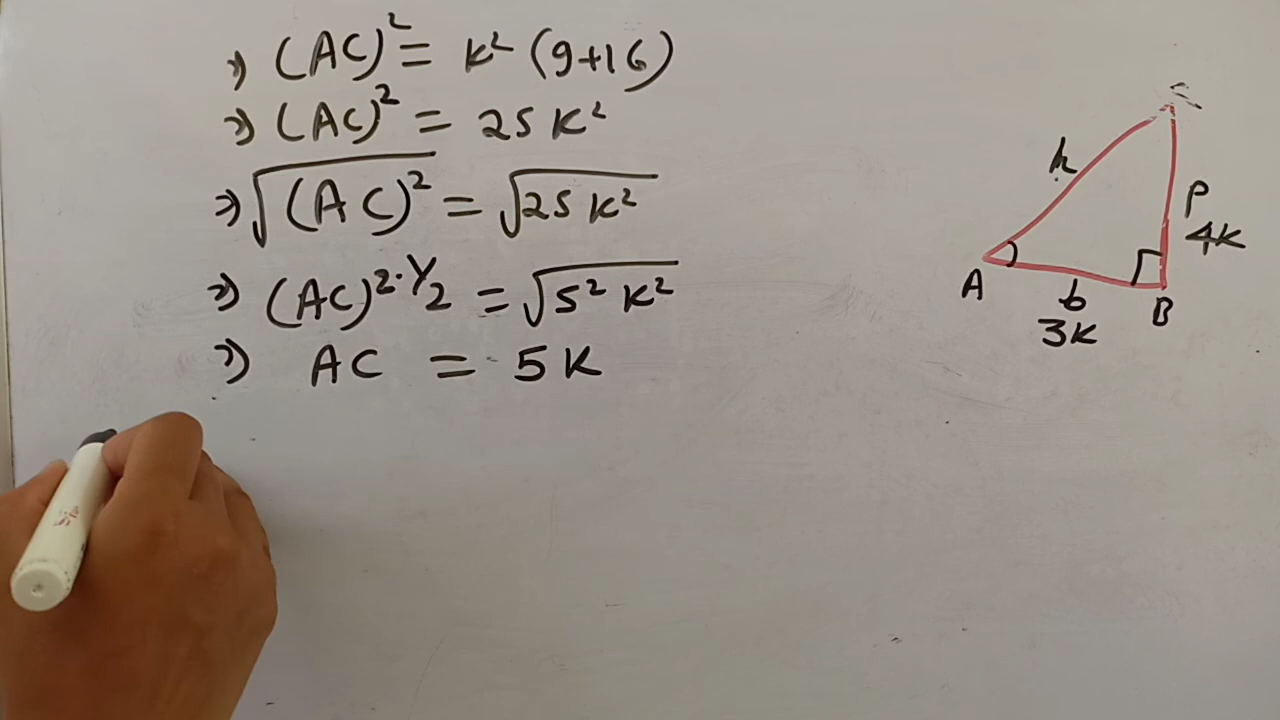 ⇒ (AC)² = k² (9+16)
⇒ (AC)² = 25 k²
⇒ √(AC)² = √25 k²
⇒ (AC)^2·1/2 = √5² k²
⇒ AC = 5 k
C
h
P
4k
A
b
B
3k